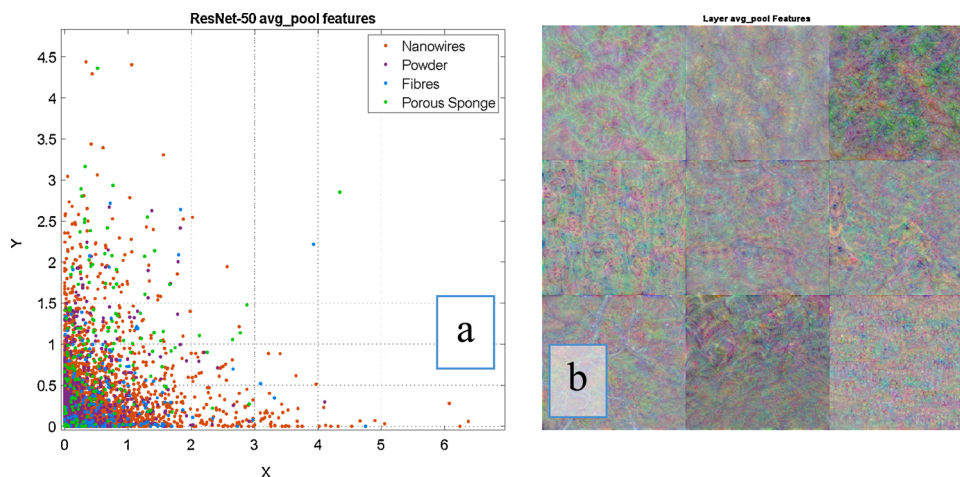 ResNet-50 avg_pool features
Nanowires
Powder
Fibres
Porous Sponge
4.5
4
3.5
3
2.5
2
1.5
1
0.5
0
Y
0
1
2
3
4
5
6
X
a
Layer avg_pool Features
b